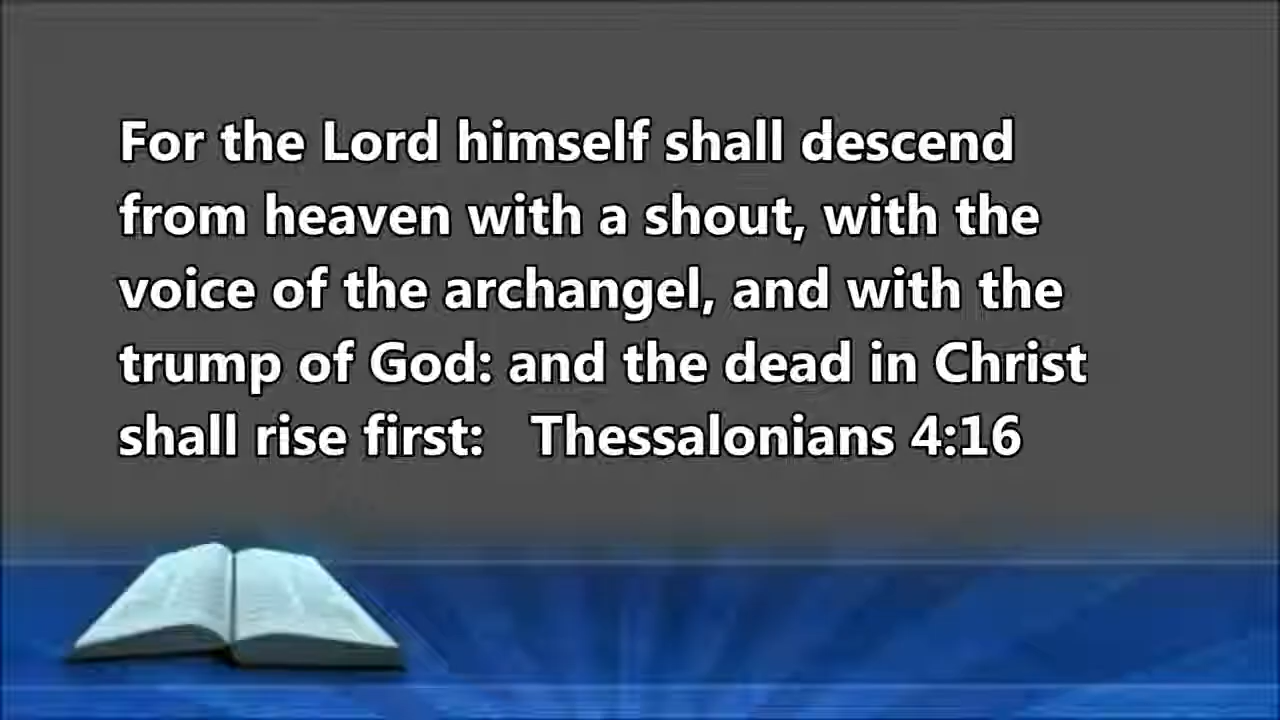 For the Lord himself shall descend
from heaven with a shout, with the
voice of the archangel, and with the
trump of God: and the dead in Christ
shall rise first:   Thessalonians 4:16